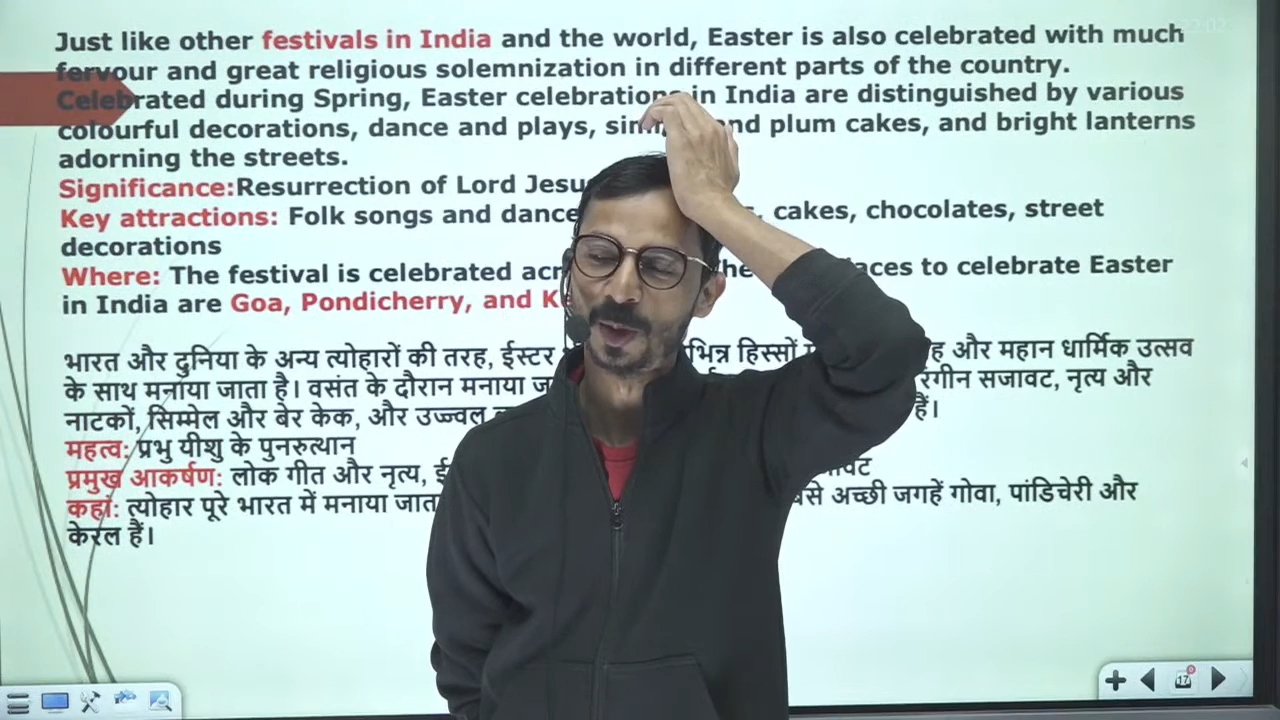 Just like other festivals in India and the world, Easter is also celebrated with much
fervour and great religious solemnization in different parts of the country.
Celebrated during Spring, Easter celebrations in India are distinguished by various
colourful decorations, dance and plays, and plum cakes, and bright lanterns
adorning the streets.
Significance:Resurrection of Lord
Key attractions: Folk songs and cakes, chocolates, street
decorations
Where: The festival is celebrated to celebrate Easter
in India are Goa, Pondicherry, and
भारत और दुनिया के अन्य त्योहारों की तरह, ईस्टर हिस्सों और महान धार्मिक उत्सव
के साथ मनाया जाता है। वसंत के दौरान मनाया रंगीन सजावट, नृत्य और
नाटकों, सिम्मेल और बेर केक, और उज्ज्वल हैं।
महत्व: प्रभु यीशु के पुनरुत्थान
प्रमुख आकर्षण: लोक गीत और नृत्य,
कहां: त्योहार पूरे भारत में मनाया अच्छी जगहें गोवा, पांडिचेरी और
केरल हैं।
17